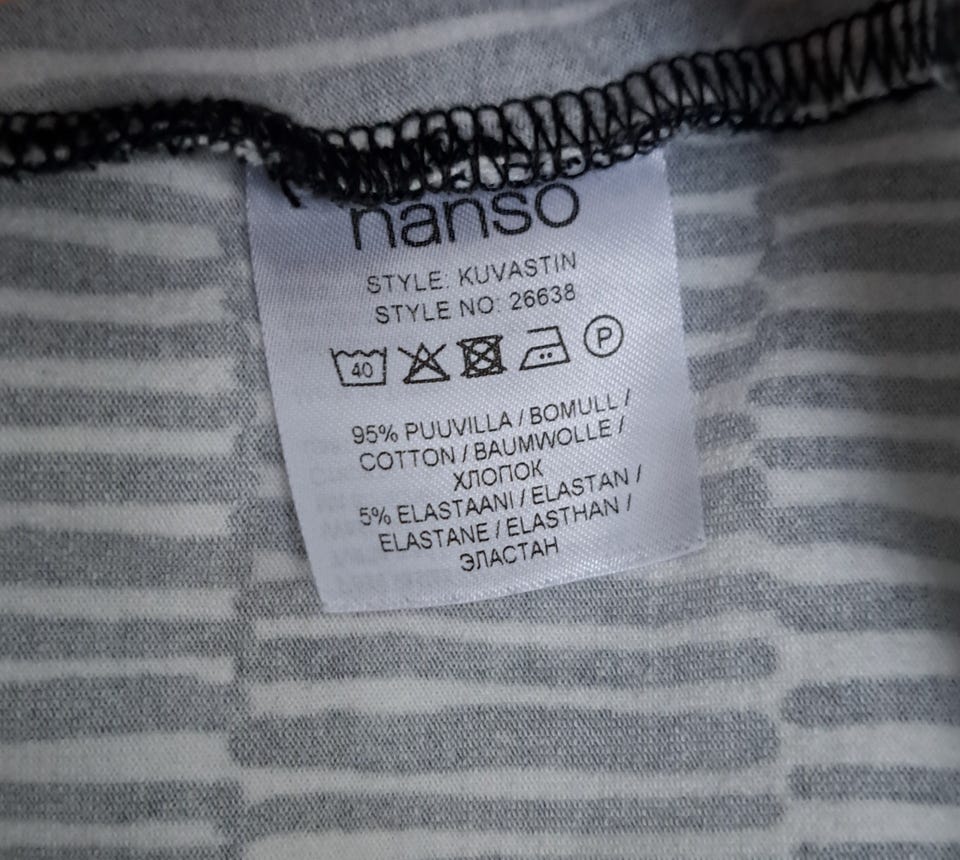 nanso
STYLE: KUVASTIN
STYLE NO: 26638
40 P
95% PUUVILLA / BOMULL /
COTTON / BAUMWOLLE /
ХЛОПОК
5% ELASTAANI / ELASTAN /
ELASTANE / ELASTHAN /
ЭЛАСТАН